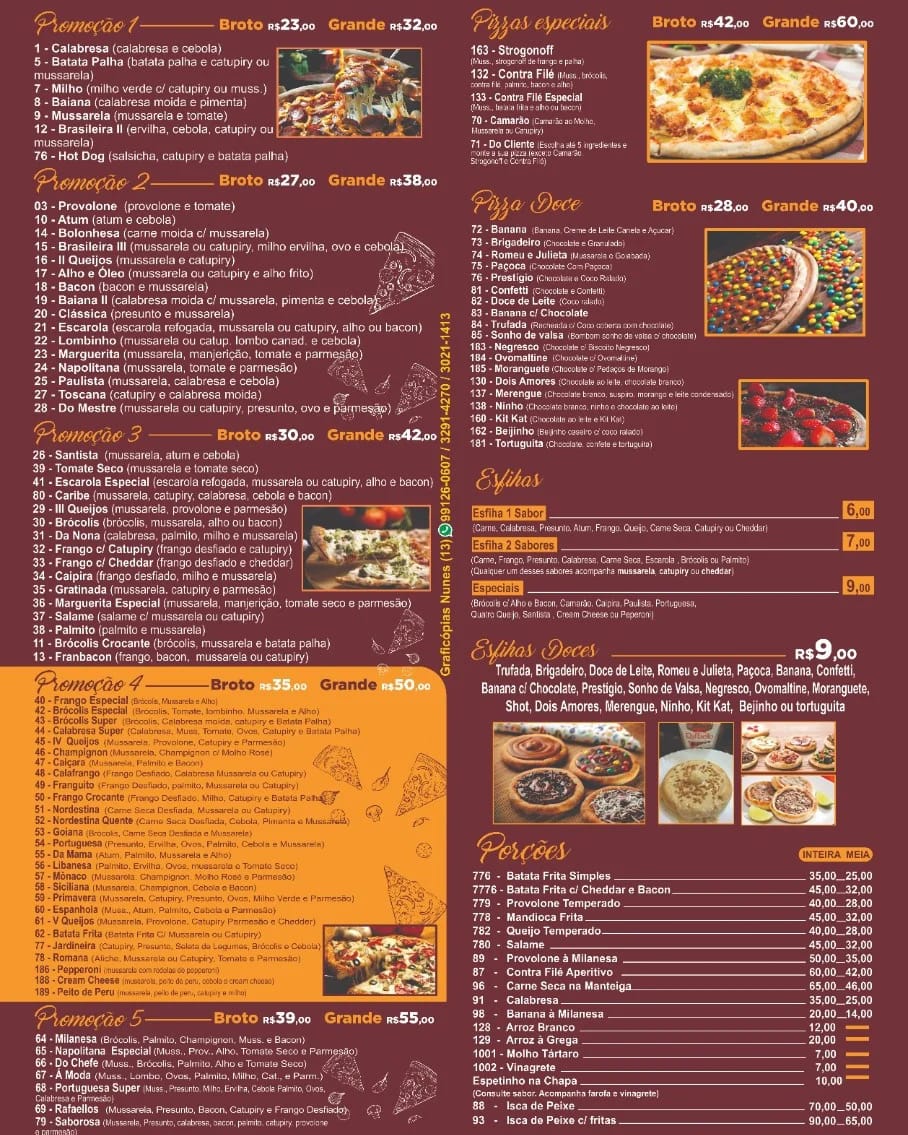 Promoção 1 Broto R$23,00 Grande R$32,00
1 - Calabresa (calabresa e cebola)
5 - Batata Palha (batata palha e catupiry ou
mussarela)
7 - Milho (milho verde c/ catupiry ou muss.)
8 - Baiana (calabresa moida e pimenta)
9 - Mussarela (mussarela e tomate)
12 - Brasileira II (ervilha, cebola, catupiry ou
mussarela)
76 - Hot Dog (salsicha, catupiry e batata palha)
Promoção 2 Broto R$27,00 Grande R$38,00
03 - Provolone (provolone e tomate)
10 - Atum (atum e cebola)
14 - Bolonhesa (carne moida c/ mussarela)
15 - Brasileira III (mussarela ou catupiry, milho ervilha, ovo e cebola)
16 - II Queijos (mussarela e catupiry)
17 - Alho e Óleo (mussarela ou catupiry e alho frito)
18 - Bacon (bacon e mussarela)
19 - Baiana II (calabresa moida c/ mussarela, pimenta e cebola)
20 - Clássica (presunto e mussarela)
21 - Escarola (escarola refogada, mussarela ou catupiry, alho ou bacon)
22 - Lombinho (mussarela ou catup. lombo canad. e cebola)
23 - Marguerita (mussarela, manjerição, tomate e parmesão)
24 - Napolitana (mussarela, tomate e parmesão)
25 - Paulista (mussarela, calabresa e cebola)
27 - Toscana (catupiry e calabresa moida)
28 - Do Mestre (mussarela ou catupiry, presunto, ovo e parmesao)
Promoção 3 Broto R$30,00 Grande R$42,00
26 - Santista (mussarela, atum e cebola)
39 - Tomate Seco (mussarela e tomate seco)
41 - Escarola Especial (escarola refogada, mussarela ou catupiry, alho e bacon)
80 - Caribe (mussarela, catupiry, calabresa, cebola e bacon)
29 - III Queijos (mussarela, provolone e parmesão)
30 - Brócolis (brócolis, mussarela, alho ou bacon)
31 - Da Nona (calabresa, palmito, milho e mussarela)
32 - Frango c/ Catupiry (frango desfiado e catupiry)
33 - Frango c/ Cheddar (frango desfiado e cheddar)
34 - Caipira (frango desfiado, milho e mussarela)
35 - Gratinada (mussarela. catupiry e parmesão)
36 - Marguerita Especial (mussarela, manjerição, tomate seco e parmesão)
37 - Salame (salame c/ mussarela ou catupiry)
38 - Palmito (palmito e mussarela)
11 - Brócolis Crocante (brócolis, mussarela e batata palha)
13 - Franbacon (frango, bacon, mussarela ou catupiry)
Promoção 4 Broto R$35,00 Grande R$50,00
40 - Frango Especial (Brócolis, Mussarela e Alho)
42 - Brócolis Especial (Brócolis, Tomate, lombinho. Mussarela e Alho)
43 - Brócolis Super (Brócolis, Calabresa moida, catupiry e Batata Palha)
44 - Calabresa Super (Calabresa, Muss, Tomate, Ovos, Catupiry e Batata Palha)
45 - IV Queijos (Mussarela, Provolone, Catupiry e Parmesão)
46 - Champignon (Mussarela, Champignon c/ Molho Rosé)
47 - Caiçara (Mussarela, Palmito e Bacon)
48 - Calafrango (Frango Desfiado, Calabresa Mussarela ou Catupiry)
49 - Franguito (Frango Desfiado, palmito, Mussarela ou Catupiry)
50 - Frango Crocante (Frango Desfiado, Milho, Catupiry e Batata Palha)
51 - Nordestina (Carne Seca Desfiada, Mussarela ou Catupiry)
52 - Nordestina Quente (Carne Seca Desfiada, Cebola, Pimenta e Mussarela)
53 - Goiana (Brócolis, Carne Seca Desfiada e Mussarela)
54 - Portuguesa (Presunto, Ervilha, Ovos, Palmito, Cebola e Mussarela)
55 - Da Mama (Atum, Palmito, Mussarela e Alho)
56 - Libanesa (Palmito, Ervilha, Ovos, mussarela e Tomate Seco)
57 - Mônaco (Mussarela, Champignon, Molho Rosé e Parmesão)
58 - Siciliana (Mussarela, Champignon, Cebola e Bacon)
59 - Primavera (Mussarela, Catupiry, Presunto, Ovos, Milho Verde e Parmesão)
60 - Espanhola (Muss., Atum, Palmito, Cebola e Parmesão)
61 - V Queijos (Mussarela, Provolone, Catupiry Parmesão e Chedder)
62 - Batata Frita (Batata Frita C/ Mussarela ou Catupiry)
77 - Jardineira (Catupiry, Presunto, Seleta de Legumes, Brócolis e Cebola)
78 - Romana (Aliche, Mussarela ou Catupiry, Tomate e Parmesão)
186 - Pepperoni (mussarela com rodelas de pepperoni)
188 - Cream Cheese (mussarela, peito de peru, cebola e cream cheese)
189 - Peito de Peru (mussarela, peito de peru, catupiry e milho)
Promoção 5 Broto R$39,00 Grande R$55,00
64 - Milanesa (Brócolis, Palmito, Champignon, Muss. e Bacon)
65 - Napolitana Especial (Muss., Prov., Alho, Tomate Seco e Parmesão)
66 - Do Chefe (Muss., Brócolis, Palmito, Alho e Tomate Seco)
67 - À Moda (Muss., Lombo, Ovos, Palmito, Milho, Cat., e Parm.)
68 - Portuguesa Super (Muss., Presunto, Milho, Ervilha, Cebola Palmito, Ovos,
Calabresa e Parmesão)
69 - Rafaellos (Mussarela, Presunto, Bacon, Catupiry e Frango Desfiado)
79 - Saborosa (Mussarela, Presunto, calabresa, bacon, palmito, catupiry, provolone
e parmesão)
Graficópias Nunes (13) 99126-0607 / 3291-4270 / 3021-1413
Pizzas especiais Broto R$42,00 Grande R$60,00
163 - Strogonoff
(Muss., strogonoff de frango e palha)
132 - Contra Filé (Muss., brócolis,
contra filé, palmito, bacon e alho)
133 - Contra Filé Especial
(Muss., batata frita e alho ou bacon)
70 - Camarão (Camarão ao Molho,
Mussarela ou Catupiry)
71 - Do Cliente (Escolha até 5 ingredientes e
monte a sua pizza (exceto Camarão.
Strogonoff e Contra Filé)
Pizza Doce Broto R$28,00 Grande R$40,00
72 - Banana (Banana, Creme de Leite Canela e Açucar)
73 - Brigadeiro (Chocolate e Granulado)
74 - Romeu e Julieta (Mussarela e Goiabada)
75 - Paçoca (Chocolate Com Paçoca)
76 - Prestígio (Chocolate e Coco Ralado)
81 - Confetti (Chocolate e Confetti)
82 - Doce de Leite (Coco ralado)
83 - Banana c/ Chocolate
84 - Trufada (Recheada c/ Coco coberta com chocolate)
85 - Sonho de valsa (Bombom sonho de valsa c/ chocolate)
183 - Negresco (Chocolate c/ Biscoito Negresco)
184 - Ovomaltine (Chocolate c/ Ovomaltine)
185 - Moranguete (Chocolate c/ Pedaços de Morango)
130 - Dois Amores (Chocolate ao leite, chocolate branco)
137 - Merengue (Chocolate branco, suspiro, morango e leite condensado)
138 - Ninho (Chocolate branco, ninho e chocolate ao leite)
160 - Kit Kat (Chocolate ao leite e Kit Kat)
162 - Beijinho (Beijinho caseiro c/ coco ralado)
181 - Tortuguita (Chocolate, confete e tortuguira)
Esfihas
Esfiha 1 Sabor 6,00
(Carne, Calabresa, Presunto, Atum, Frango, Queijo, Carne Seca, Catupiry ou Cheddar)
Esfiha 2 Sabores 7,00
(Carne, Frango, Presunto, Calabresa, Carne Seca, Escarola , Brócolis ou Palmito)
(Qualquer um desses sabores acompanha mussarela, catupiry ou cheddar)
Especiais 9,00
(Brócolis c/ Alho e Bacon, Camarão, Caipira, Paulista, Portuguesa,
Quatro Queijo, Santista , Cream Cheese ou Peperoni)
Esfihas Doces R$9,00
Trufada, Brigadeiro, Doce de Leite, Romeu e Julieta, Paçoca, Banana, Confetti,
Banana c/ Chocolate, Prestígio, Sonho de Valsa, Negresco, Ovomaltine, Moranguete,
Shot, Dois Amores, Merengue, Ninho, Kit Kat, Bejinho ou tortuguita
Raffaello
Porções INTEIRA MEIA
776 - Batata Frita Simples 35,00 25,00
7776 - Batata Frita c/ Cheddar e Bacon 45,00 32,00
779 - Provolone Temperado 40,00 28,00
778 - Mandioca Frita 45,00 32,00
782 - Queijo Temperado 40,00 28,00
780 - Salame 45,00 32,00
89 - Provolone à Milanesa 50,00 35,00
87 - Contra Filé Aperitivo 60,00 42,00
96 - Carne Seca na Manteiga 65,00 46,00
91 - Calabresa 35,00 25,00
98 - Banana à Milanesa 20,00 14,00
128 - Arroz Branco 12,00
129 - Arroz à Grega 20,00
1001 - Molho Tártaro 7,00
1002 - Vinagrete 7,00
Espetinho na Chapa 10,00
(Consulte sabor. Acompanha farofa e vinagrete)
88 - Isca de Peixe 70,00 50,00
93 - Isca de Peixe c/ fritas 90,00 65,00